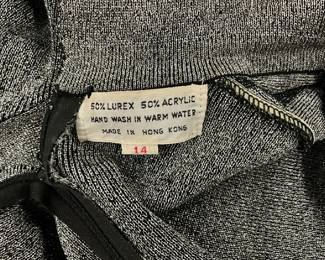 50% LUREX 50% ACRYLIC
HAND WASH IN WARM WATER
MADE IN HONG KONG
14